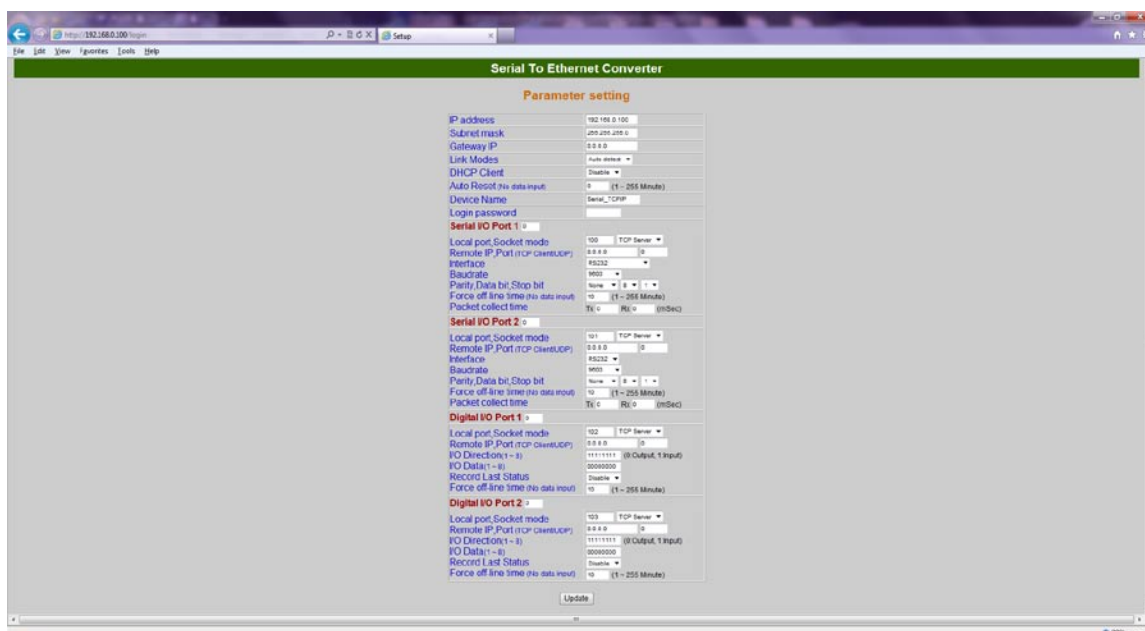 http://192.168.0.100/login
Setup
File Edit View Favorites Tools Help
Serial To Ethernet Converter
Parameter setting
IP address 192.168.0.100
Subnet mask 255.255.255.0
Gateway IP 0.0.0.0
Link Modes Auto detect
DHCP Client Disable
Auto Reset (No data input) 0 (1 ~ 255 Minute)
Device Name Serial_TCPIP
Login password
Serial I/O Port 1 0
Local port,Socket mode 100 TCP Server
Remote IP,Port (TCP Client/UDP) 0.0.0.0 0
Interface RS232
Baudrate 9600
Parity,Data bit,Stop bit None 8 1
Force off-line time (No data input) 10 (1 ~ 255 Minute)
Packet collect time Tx 0 Rx 0 (mSec)
Serial I/O Port 2 0
Local port,Socket mode 101 TCP Server
Remote IP,Port (TCP Client/UDP) 0.0.0.0 0
Interface RS232
Baudrate 9600
Parity,Data bit,Stop bit None 8 1
Force off-line time (No data input) 10 (1 ~ 255 Minute)
Packet collect time Tx 0 Rx 0 (mSec)
Digital I/O Port 1 0
Local port,Socket mode 102 TCP Server
Remote IP,Port (TCP Client/UDP) 0.0.0.0 0
I/O Direction(1 ~ 8) 11111111 (0:Output, 1:Input)
I/O Data(1 ~ 8) 00000000
Record Last Status Disable
Force off-line time (No data input) 10 (1 ~ 255 Minute)
Digital I/O Port 2 0
Local port,Socket mode 103 TCP Server
Remote IP,Port (TCP Client/UDP) 0.0.0.0 0
I/O Direction(1 ~ 8) 11111111 (0:Output, 1:Input)
I/O Data(1 ~ 8) 00000000
Record Last Status Disable
Force off-line time (No data input) 10 (1 ~ 255 Minute)
Update